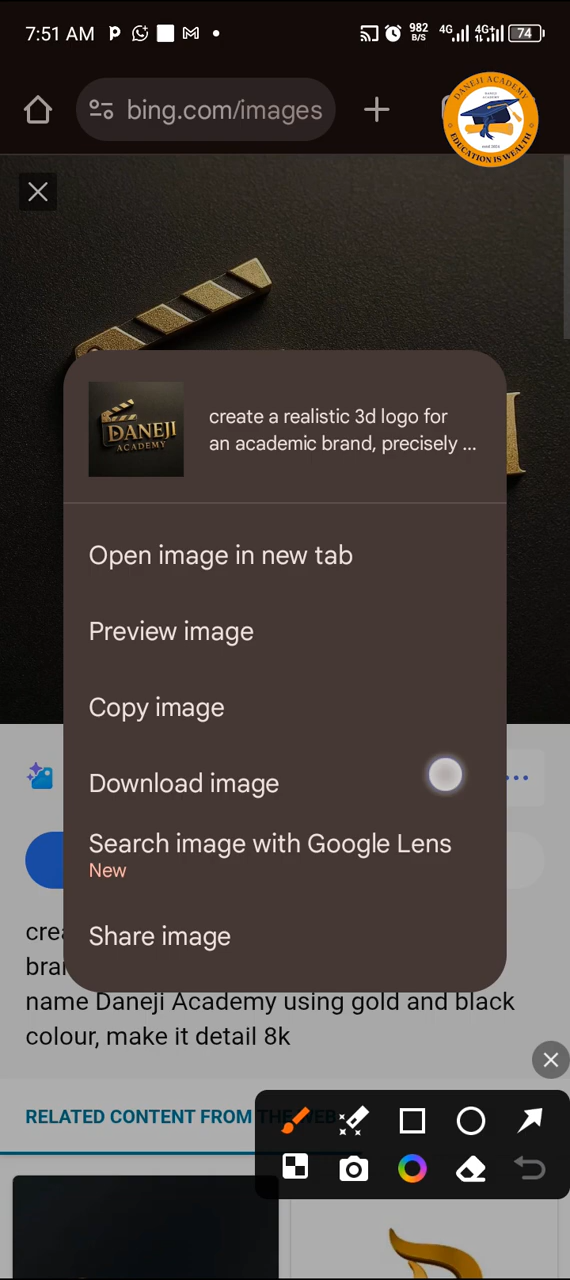 7:51 AM
982 B/S
4G
4G+
74
bing.com/images
DANEJI ACADEMY
EDUCATION IS WEALTH
DANEJI
ACADEMY
create a realistic 3d logo for
an academic brand, precisely ...
Open image in new tab
Preview image
Copy image
Download image
Search image with Google Lens
New
Share image
name Daneji Academy using gold and black
colour, make it detail 8k
RELATED CONTENT FROM THE WEB